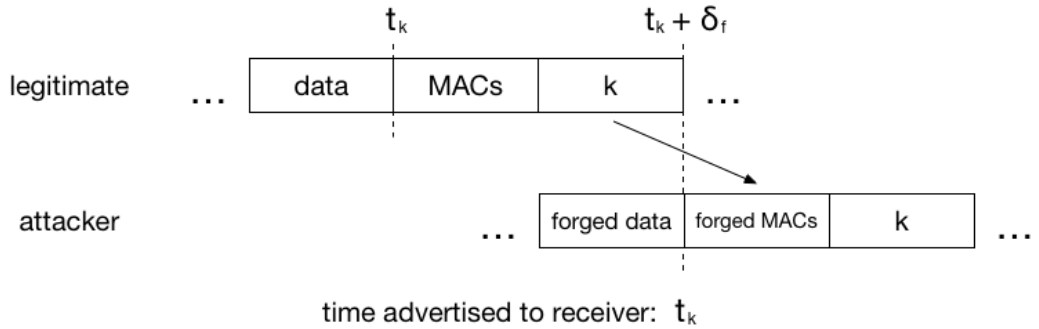 tk tk + δf
legitimate ... data MACs k ...
attacker ... forged data forged MACs k ...
time advertised to receiver: tk